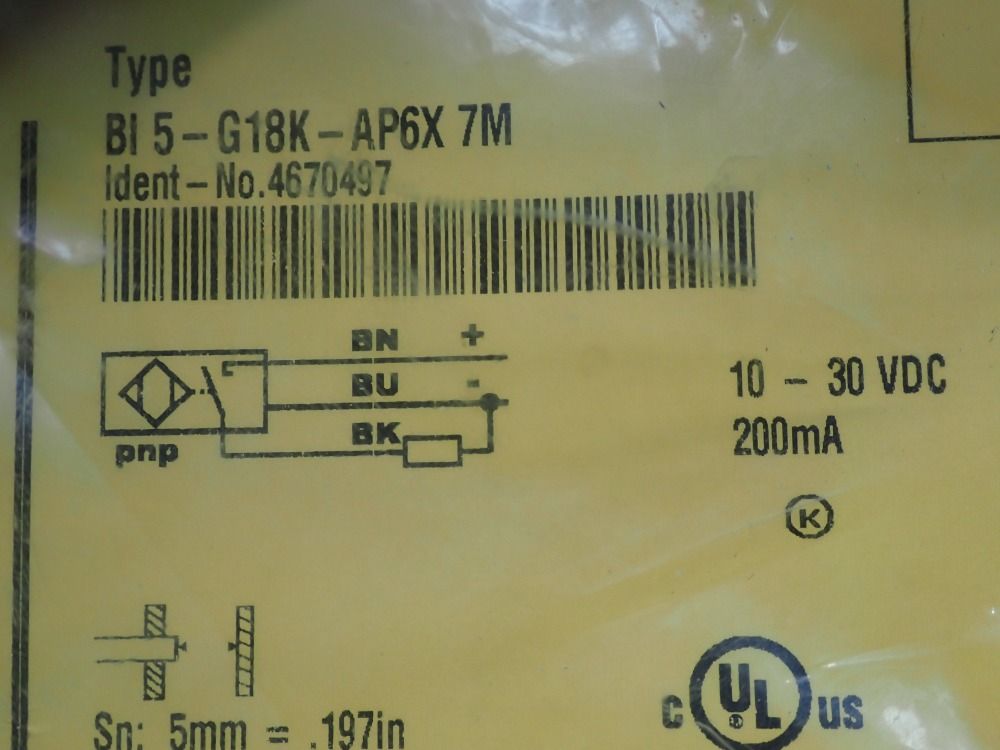 Type
BI 5-G18K-AP6X 7M
Ident-No.4670497
BN +
BU -
BK
pnp
10 - 30 VDC
200mA
K
Sn: 5mm = .197in
c UL ® us